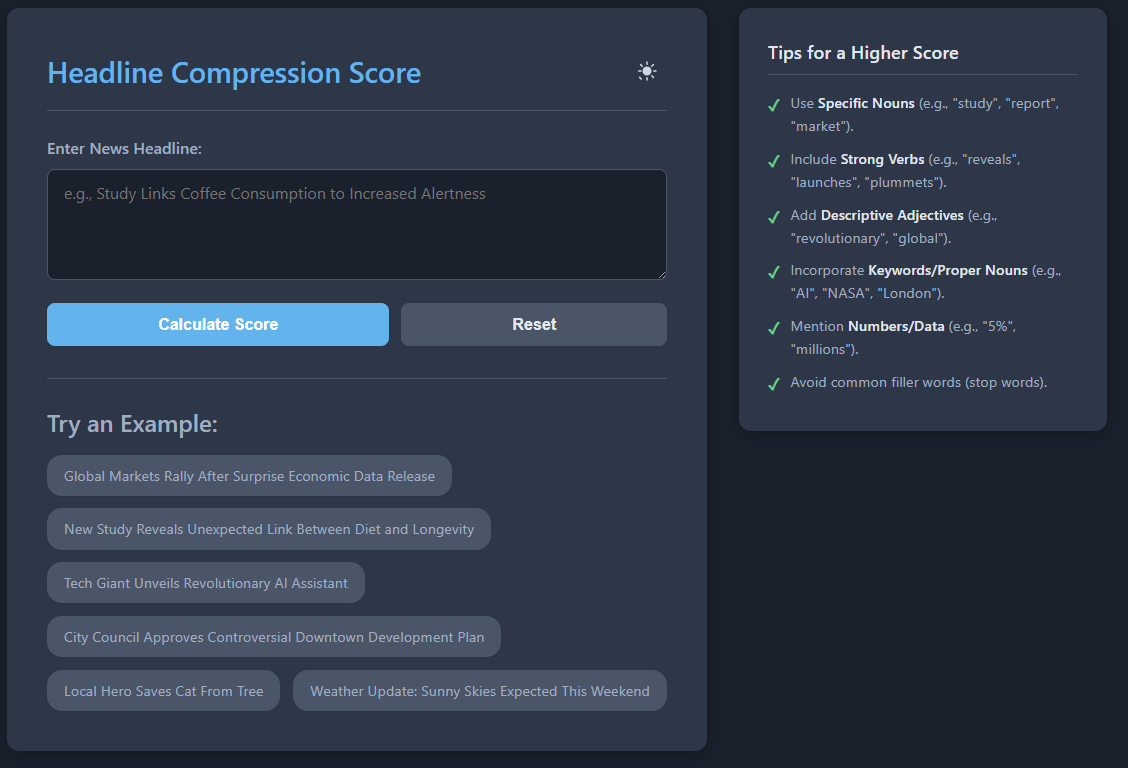 Headline Compression Score
Enter News Headline:
e.g., Study Links Coffee Consumption to Increased Alertness
Calculate Score
Reset
Try an Example:
Global Markets Rally After Surprise Economic Data Release
New Study Reveals Unexpected Link Between Diet and Longevity
Tech Giant Unveils Revolutionary AI Assistant
City Council Approves Controversial Downtown Development Plan
Local Hero Saves Cat From Tree
Weather Update: Sunny Skies Expected This Weekend
Tips for a Higher Score
Use Specific Nouns (e.g., "study", "report",
"market").
Include Strong Verbs (e.g., "reveals",
"launches", "plummets").
Add Descriptive Adjectives (e.g.,
"revolutionary", "global").
Incorporate Keywords/Proper Nouns (e.g.,
"AI", "NASA", "London").
Mention Numbers/Data (e.g., "5%",
"millions").
Avoid common filler words (stop words).